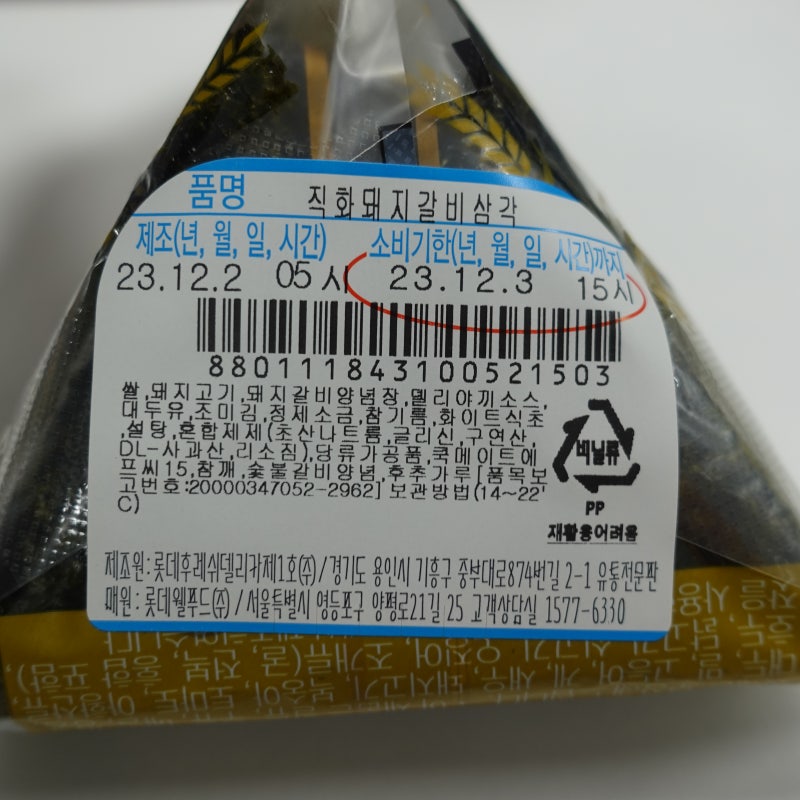 품명 직화돼지갈비삼각
제조(년, 월, 일, 시간) 소비기한(년, 월, 일, 시간)까지
23.12.2 05시 23.12.3 15시
880111843100521503
쌀,돼지고기,돼지갈비양념장,델리야끼소스,
대두유,조미김,정제소금,참기름,화이트식초
,설탕,혼합제제(초산나트륨,글리신,구연산,
DL-사과산,리소짐),당류가공품,쿡메이트에
프씨15,참깨,숯불갈비양념,후추가루[품목보
고번호:20000347052-2962] 보관방법(14~22°
C)
비닐류
PP
재활용어려움
제조원:롯데후레쉬델리카제1호(주)/경기도 용인시 기흥구 중부대로874번길 2-1 유통전문판
매원:롯데웰푸드(주)/서울특별시 영등포구 양평로21길 25 고객상담실 1577-6330